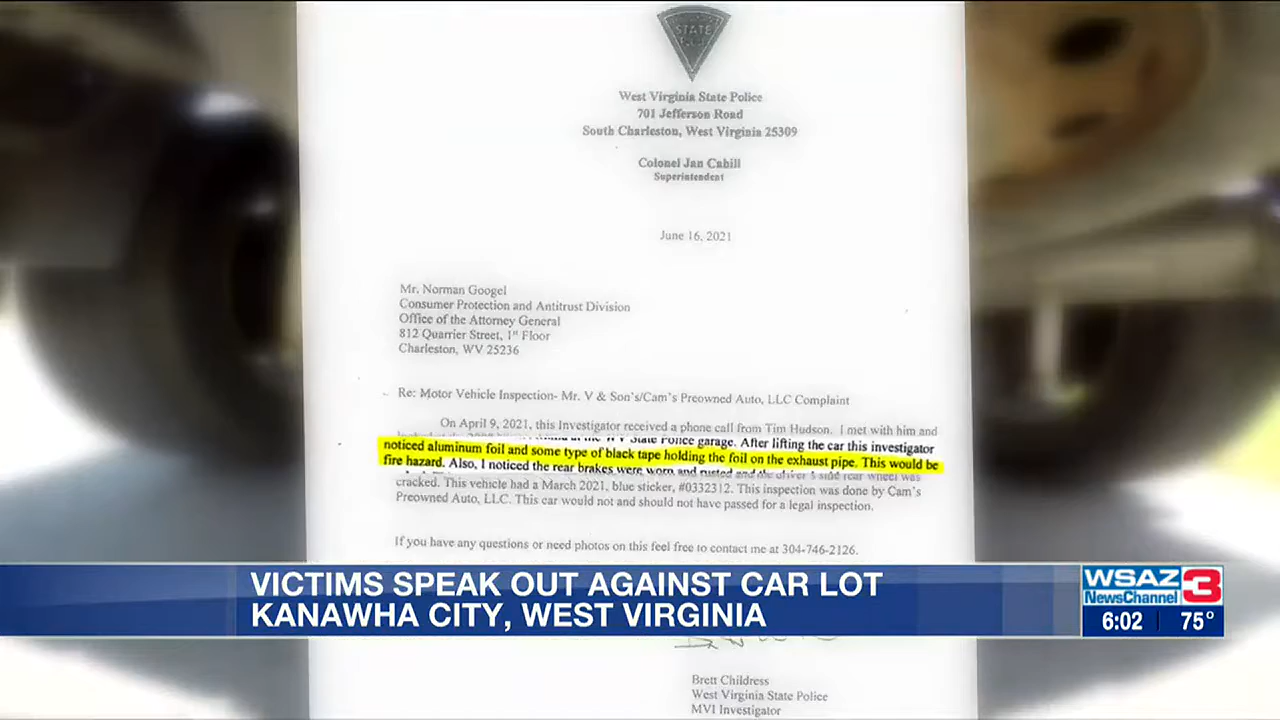 STATE
West Virginia State Police
701 Jefferson Road
South Charleston, West Virginia 25309
Colonel Jan Cahill
Superintendent
June 16, 2021
Mr. Norman Googel
Consumer Protection and Antitrust Division
Office of the Attorney General
812 Quarrier Street, 1st Floor
Charleston, WV 25236
Re: Motor Vehicle Inspection- Mr. V & Son's/Cam's Preowned Auto, LLC Complaint
On April 9, 2021, this Investigator received a phone call from Tim Hudson. I met with him and
State Police garage. After lifting the car this investigator
noticed aluminum foil and some type of black tape holding the foil on the exhaust pipe. This would be
fire hazard. Also, I noticed the rear brakes were worn and rusted and the driver's side rear wheel was
cracked. This vehicle had a March 2021, blue sticker, #0332312. This inspection was done by Cam's
Preowned Auto, LLC. This car would not and should not have passed for a legal inspection.
If you have any questions or need photos on this feel free to contact me at 304-746-2126.
VICTIMS SPEAK OUT AGAINST CAR LOT
KANAWHA CITY, WEST VIRGINIA
WSAZ 3
NewsChannel
6:02 75°
Brett Childress
West Virginia State Police
MVI Investigator